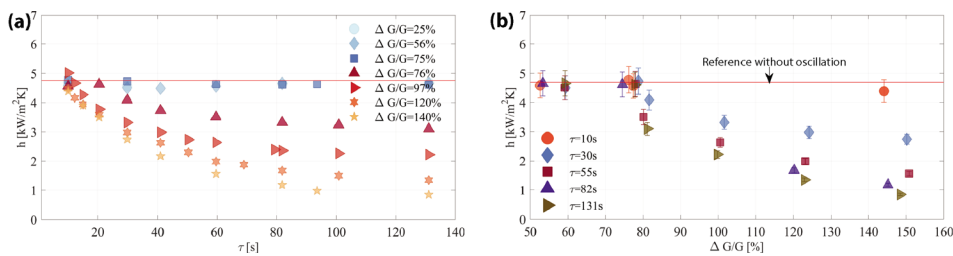 (a)
7
6
5
4
3
2
1
0
h [kW/m²K]
20
40
60
80
100
120
140
τ [s]
Δ G/G=25%
Δ G/G=56%
Δ G/G=75%
Δ G/G=76%
Δ G/G=97%
Δ G/G=120%
Δ G/G=140%
(b)
7
6
5
4
3
2
1
0
h [kW/m²K]
50
60
70
80
90
100
110
120
130
140
150
160
Δ G/G [%]
Reference without oscillation
τ=10s
τ=30s
τ=55s
τ=82s
τ=131s